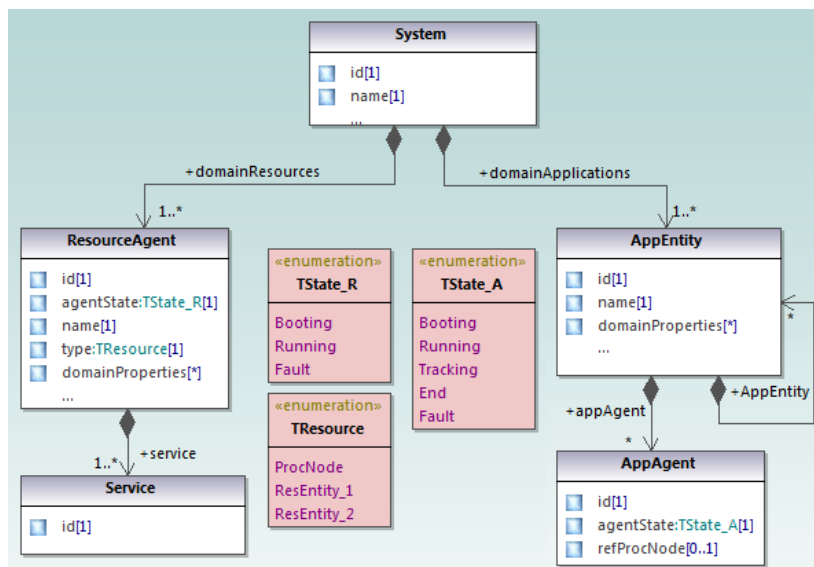 System
id[1]
name[1]
...
+domainResources
+domainApplications
1..*
1..*
ResourceAgent
id[1]
agentState:TState_R[1]
name[1]
type:TResource[1]
domainProperties[*]
...
«enumeration»
TState_R
Booting
Running
Fault
«enumeration»
TState_A
Booting
Running
Tracking
End
Fault
AppEntity
id[1]
name[1]
domainProperties[*]
...
*
+AppEntity
+appAgent
*
«enumeration»
TResource
ProcNode
ResEntity_1
ResEntity_2
+service
1..*
Service
id[1]
AppAgent
id[1]
agentState:TState_A[1]
refProcNode[0..1]